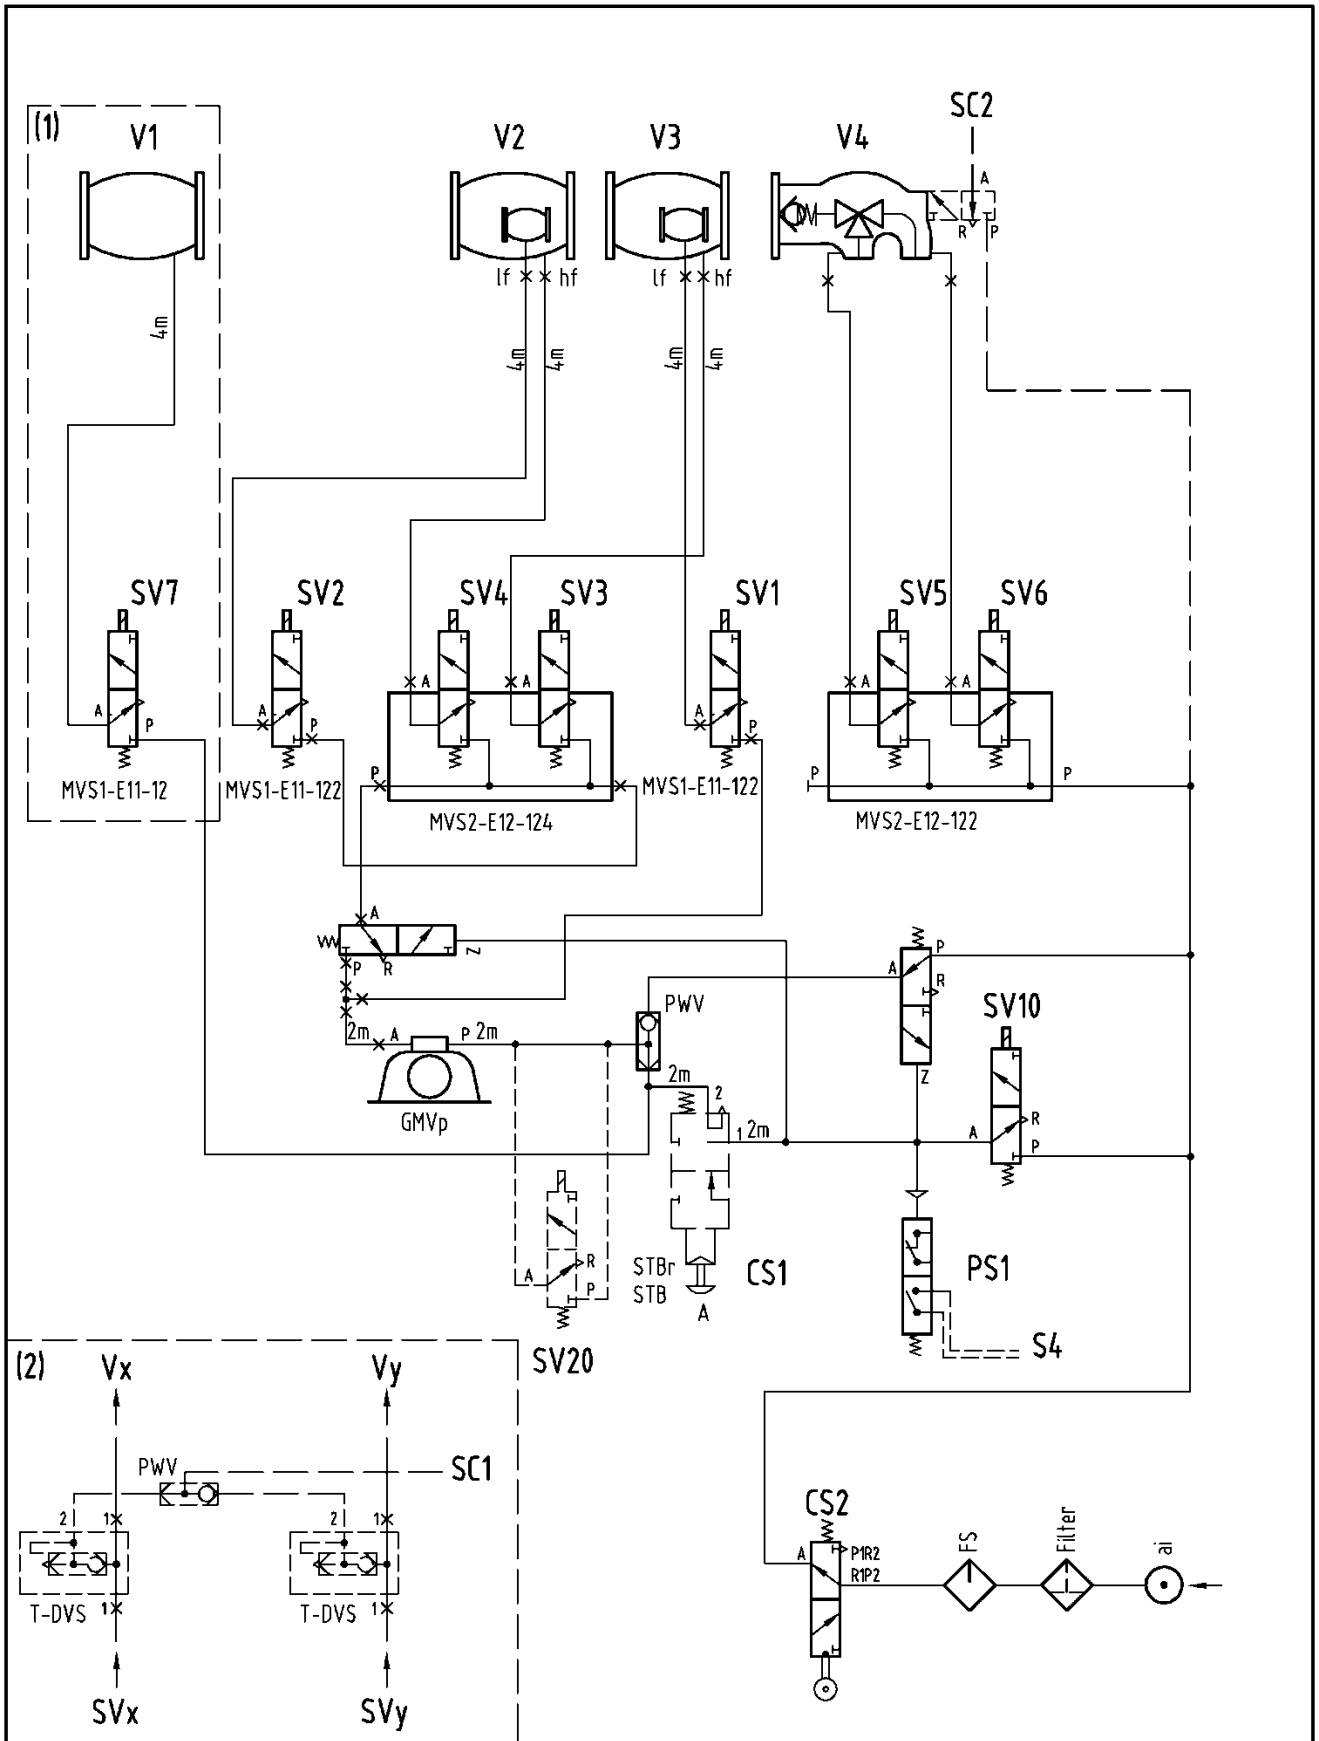 SC2
(1) V1 V2 V3 V4
A
R P
lf hf lf hf
4m 4m 4m 4m 4m
SV7 SV2 SV4 SV3 SV1 SV5 SV6
A A A A A
A P A P A P
P P P
MVS1-E11-12 MVS1-E11-122 MVS1-E11-122
MVS2-E12-124 MVS2-E12-122
A
P R Z
A P
R
PWV SV10
2m A P 2m
2m Z
GMVp
2
1 2m A R
P
R
A P
STBr CS1 PS1
STB
A
S4
SV20
(2) Vx Vy
PWV SC1
2 1 2 1
T-DVS 1 T-DVS 1
SVx SVy
CS2
A P1R2
R1P2
FS Filter ai